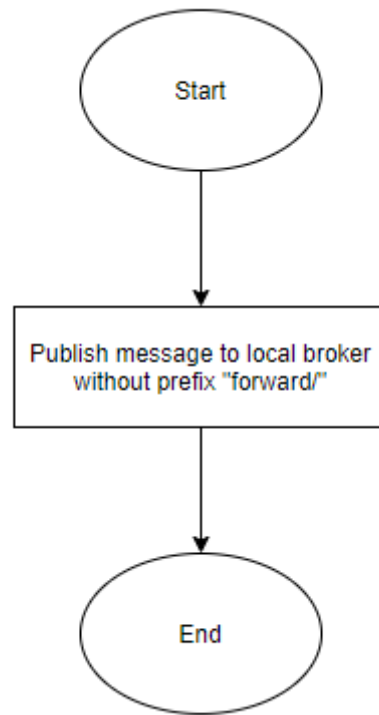 Start
Publish message to local broker
without prefix "forward/"
End